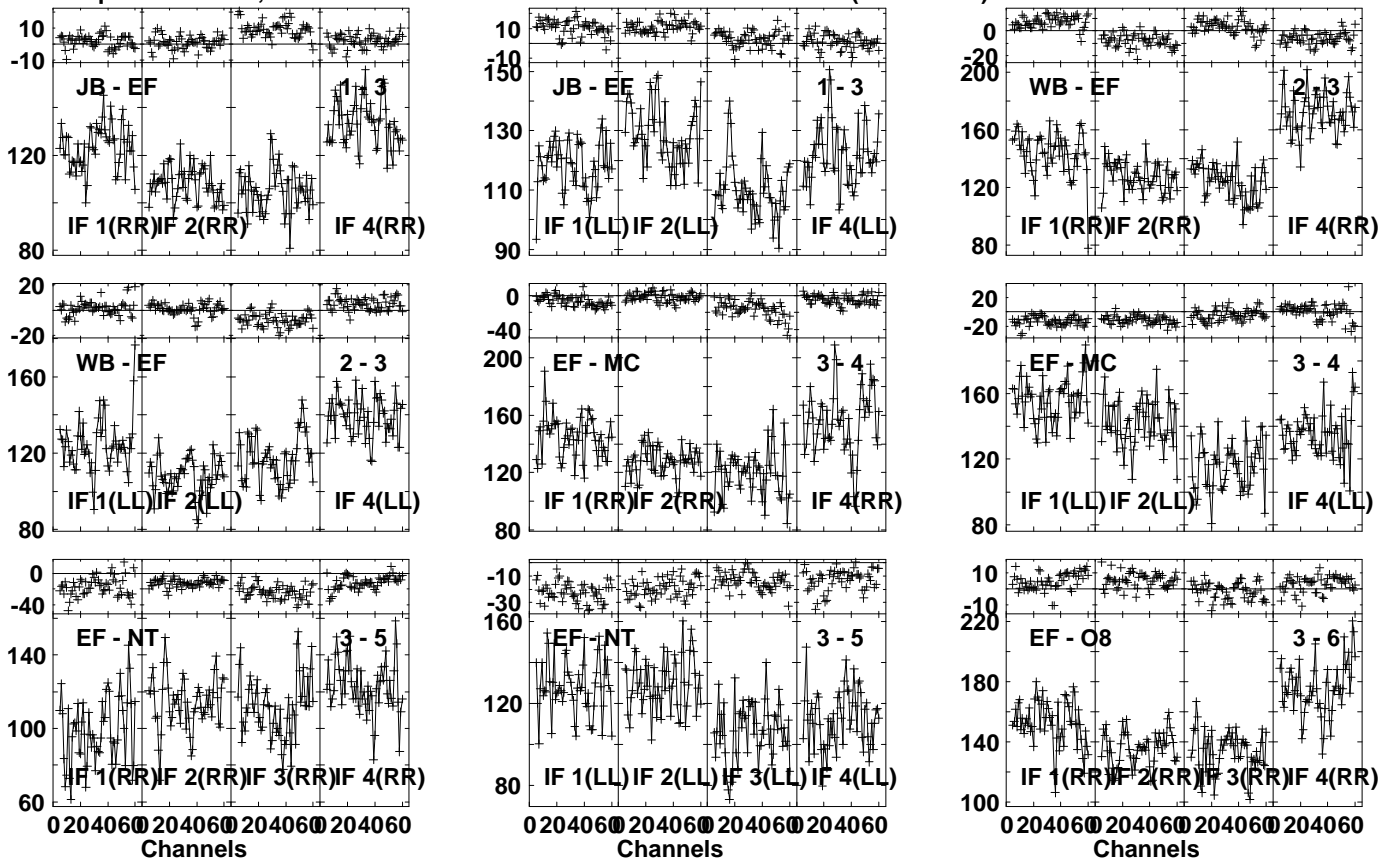 10
-10
JB - EF
1 - 3
120
80
IF 1(RR)
IF 2(RR)
IF 4(RR)
10
-10
150
130
110
90
JB - EF
1 - 3
IF 1(LL)
IF 2(LL)
IF 4(LL)
0
-20
200
160
120
80
WB - EF
2 - 3
IF 1(RR)
IF 2(RR)
IF 4(RR)
20
-20
160
120
80
WB - EF
2 - 3
IF 1(LL)
IF 2(LL)
IF 4(LL)
0
-40
200
160
120
80
EF - MC
3 - 4
IF 1(RR)
IF 2(RR)
IF 4(RR)
20
-20
160
120
80
EF - MC
3 - 4
IF 1(LL)
IF 2(LL)
IF 4(LL)
0
-40
140
100
60
EF - NT
3 - 5
IF 1(RR)
IF 2(RR)
IF 3(RR)
IF 4(RR)
0 20 40 60
0 20 40 60
0 20 40 60
0 20 40 60
Channels
-10
-30
160
120
80
EF - NT
3 - 5
IF 1(LL)
IF 2(LL)
IF 3(LL)
IF 4(LL)
0 20 40 60
0 20 40 60
0 20 40 60
0 20 40 60
Channels
10
-10
220
180
140
100
EF - O8
3 - 6
IF 1(RR)
IF 2(RR)
IF 3(RR)
IF 4(RR)
0 20 40 60
0 20 40 60
0 20 40 60
0 20 40 60
Channels